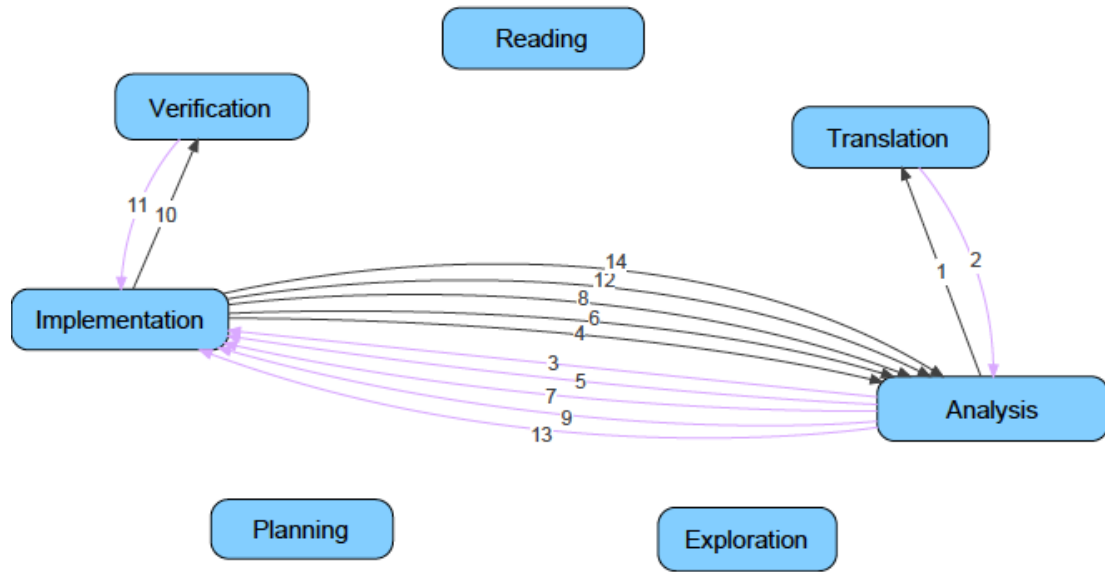 Reading
Verification
Translation
11
10
1
2
14
12
8
6
4
Implementation
3
5
7
9
13
Analysis
Planning
Exploration